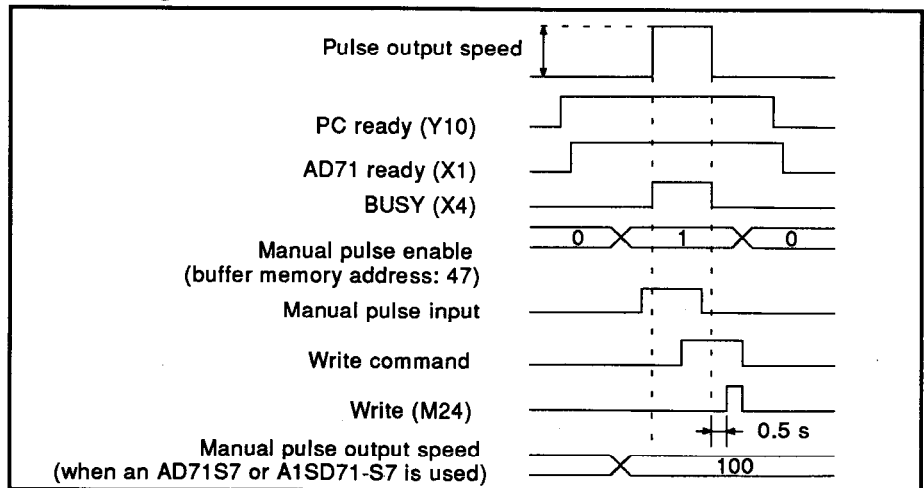 Pulse output speed
PC ready (Y10)
AD71 ready (X1)
BUSY (X4)
0 1 0
Manual pulse enable
(buffer memory address: 47)
Manual pulse input
Write command
Write (M24)
0.5 s
Manual pulse output speed
(when an AD71S7 or A1SD71-S7 is used)
100